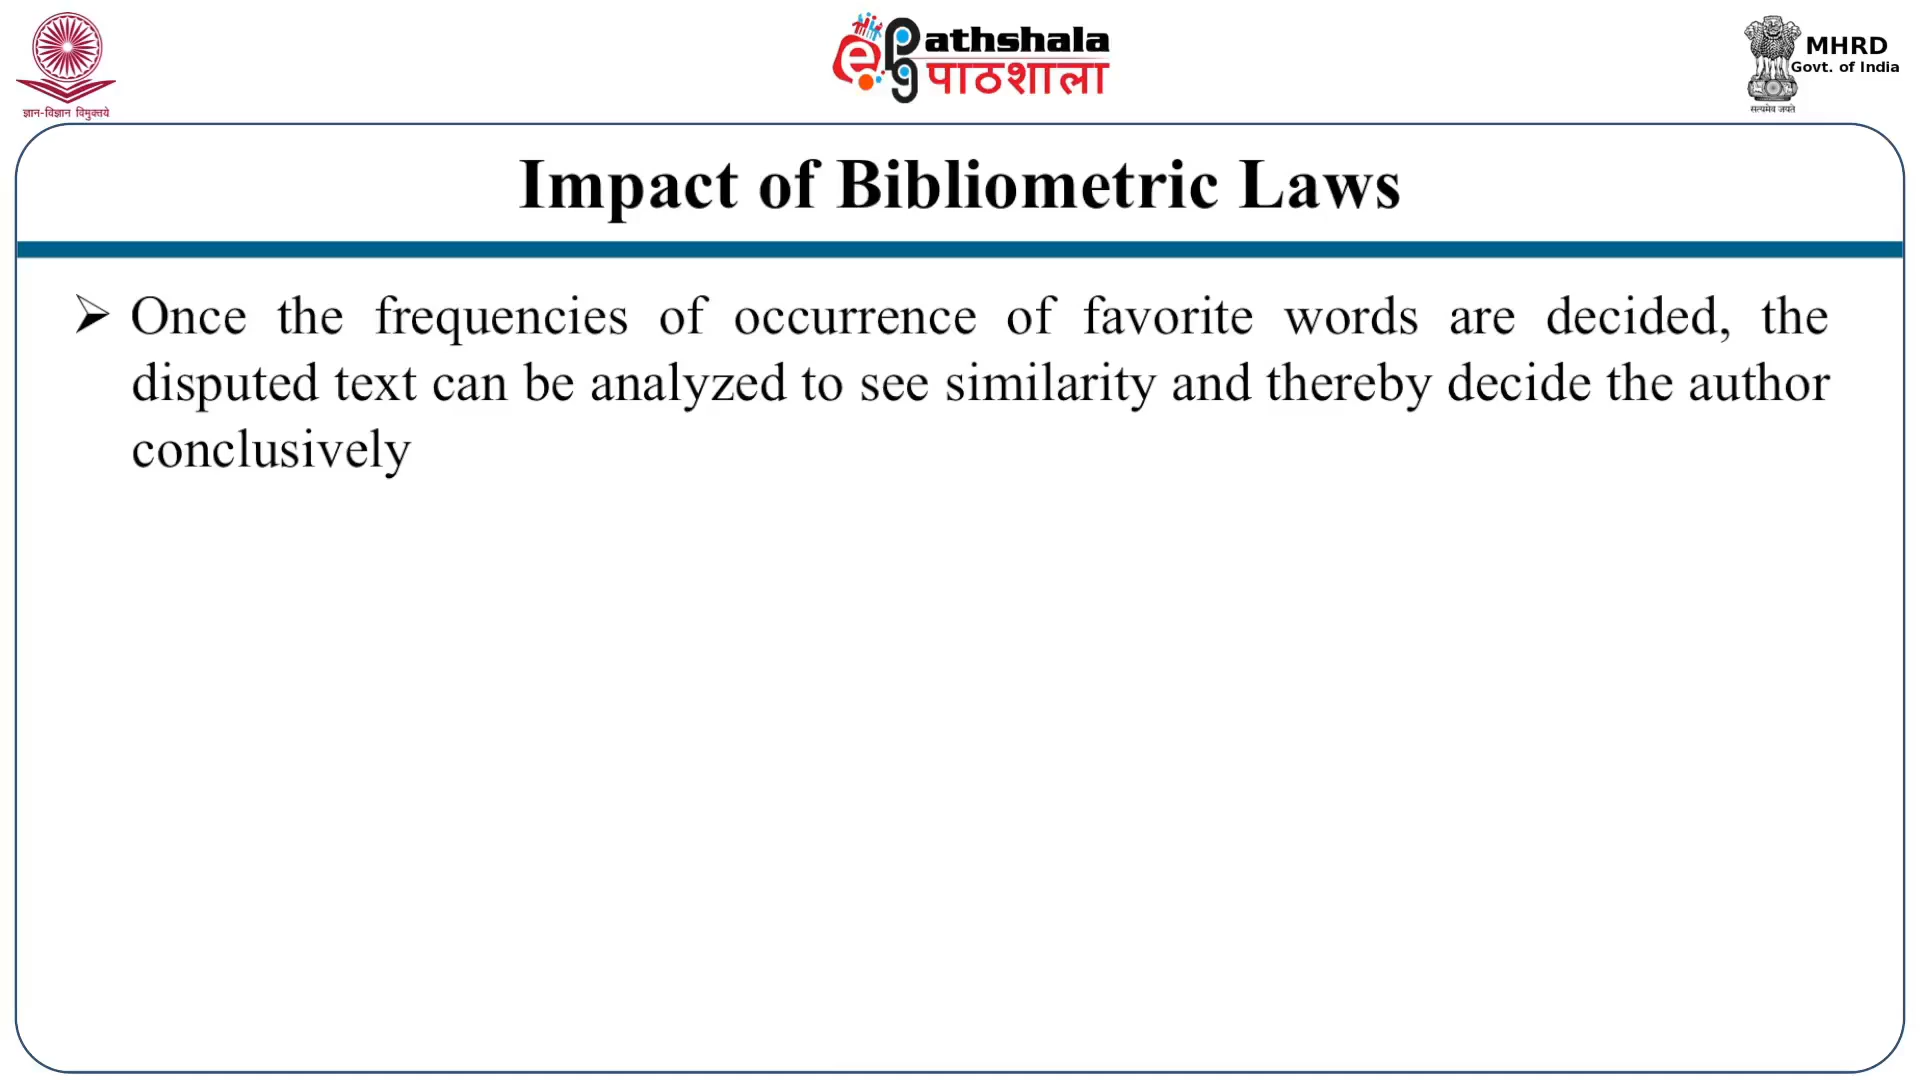 ज्ञान-विज्ञान विमुक्तये
e Pathshala
पाठशाला
MHRD
Govt. of India
सत्यमेव जयते
Impact of Bibliometric Laws
Once the frequencies of occurrence of favorite words are decided, the
disputed text can be analyzed to see similarity and thereby decide the author
conclusively